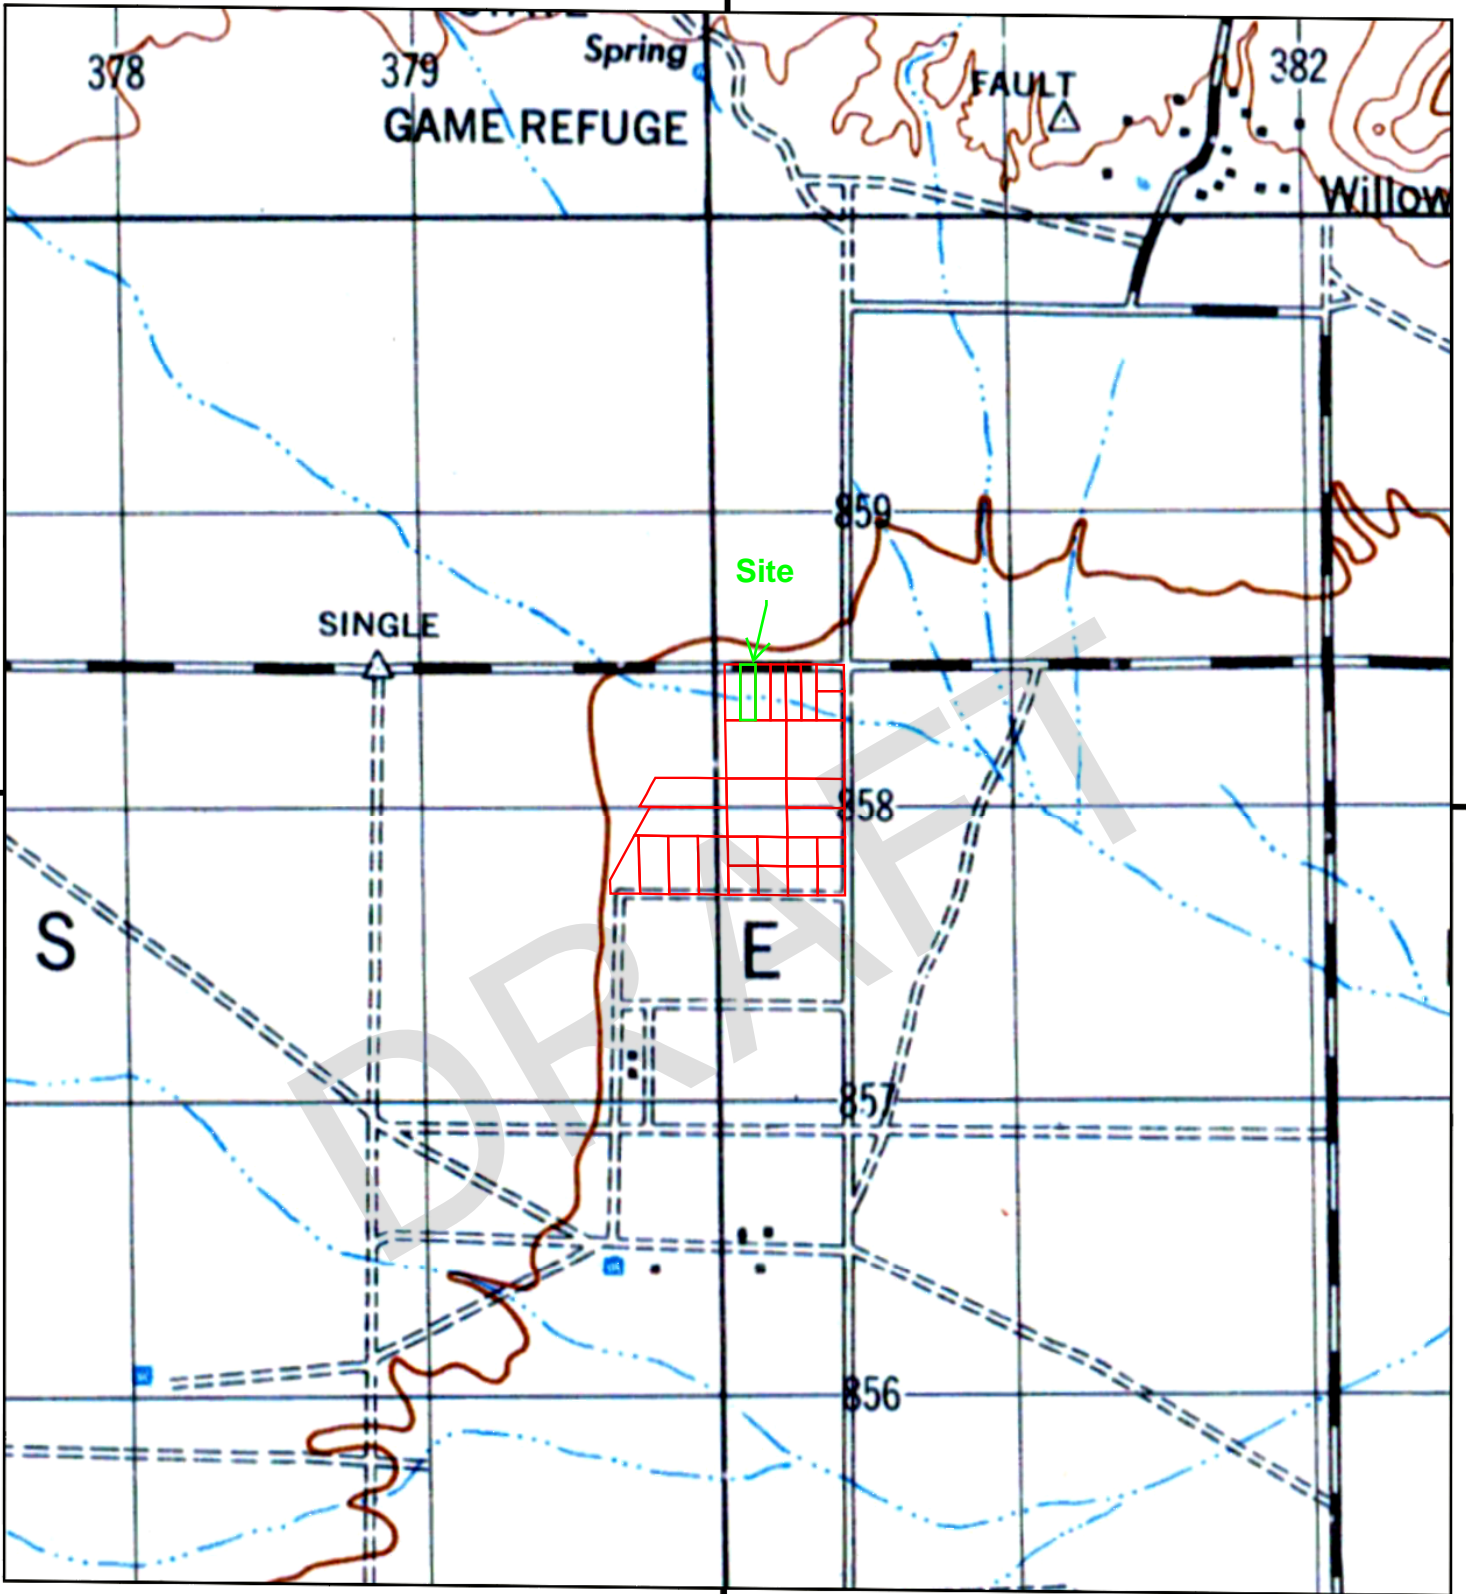 Spring
378
379
FAULT
382
GAME REFUGE
Willow
859
Site
SINGLE
858
S
E
857
856
DRAFT